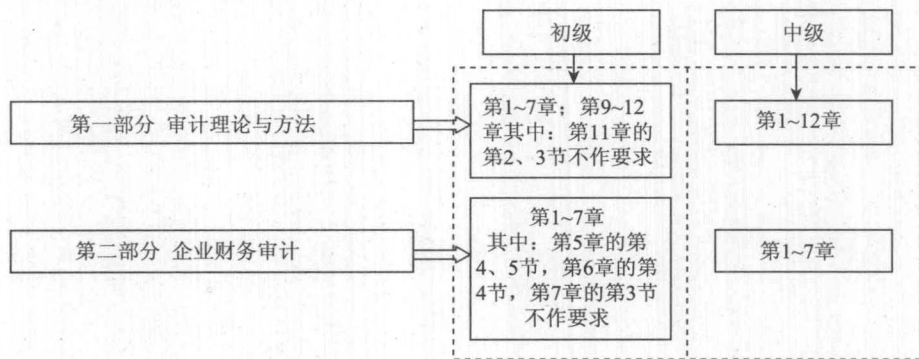 初级
中级
第一部分 审计理论与方法
第1~7章；第9~12
章其中：第11章的
第2、3节不作要求
第1~12章
第二部分 企业财务审计
第1~7章
其中：第5章的第
4、5节，第6章的第
4节，第7章的第3节
不作要求
第1~7章